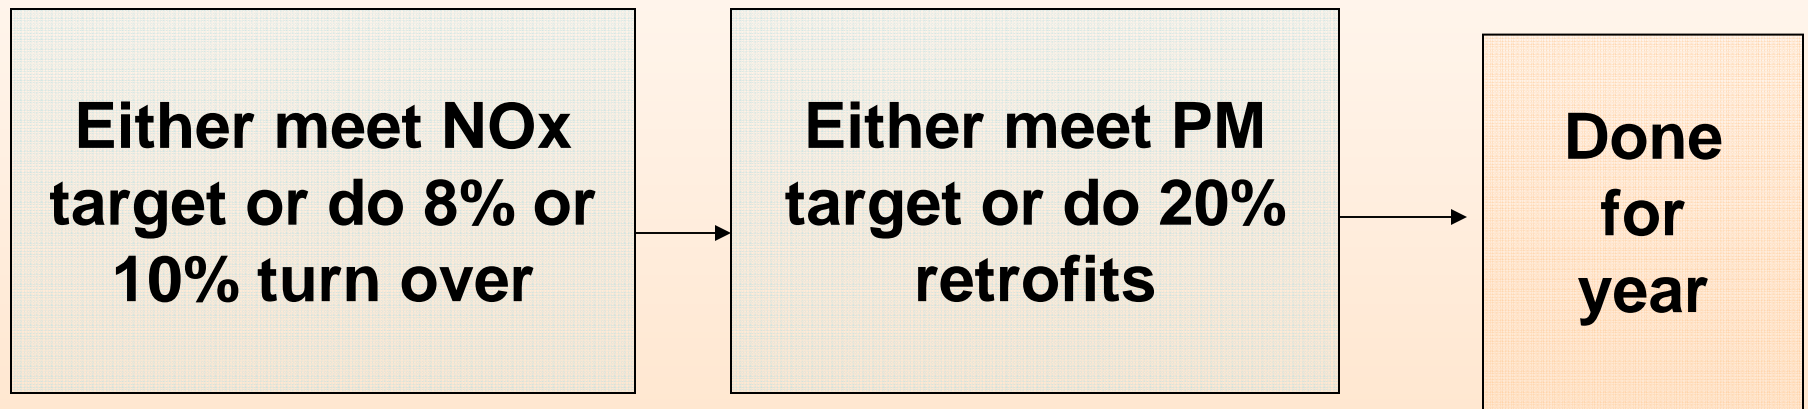 Either meet NOx
target or do 8% or
10% turn over
Either meet PM
target or do 20%
retrofits
Done
for
year